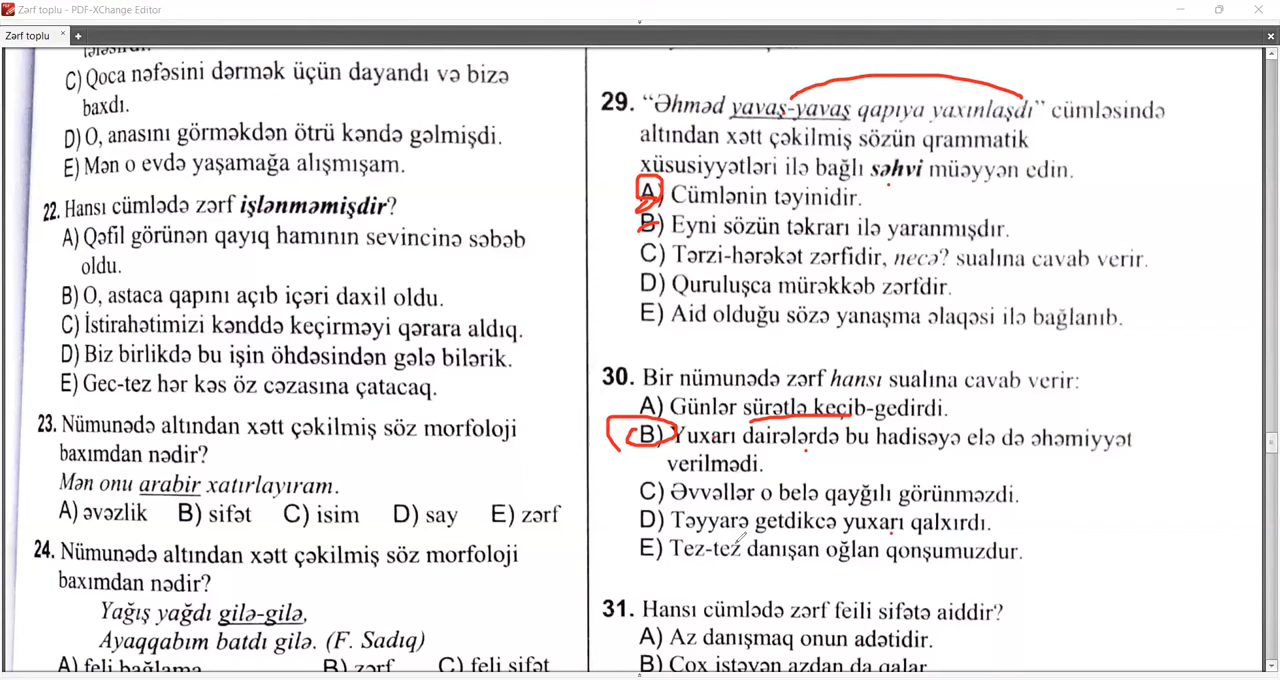 Zərf toplu - PDF-XChange Editor
Zərf toplu
C) Qoca nəfəsini dərmək üçün dayandı və bizə
baxdı.
D) O, anasını görməkdən ötrü kəndə gəlmişdi.
E) Mən o evdə yaşamağa alışmışam.
22. Hansı cümlədə zərf işlənməmişdir?
A) Qəfil görünən qayıq hamının sevincinə səbəb
oldu.
B) O, astaca qapını açıb içəri daxil oldu.
C) İstirahətimizi kənddə keçirməyi qərara aldıq.
D) Biz birlikdə bu işin öhdəsindən gələ bilərik.
E) Gec-tez hər kəs öz cəzasına çatacaq.
23. Nümunədə altından xətt çəkilmiş söz morfoloji
baxımdan nədir?
Mən onu arabir xatırlayıram.
A) əvəzlik B) sifət C) isim D) say E) zərf
24. Nümunədə altından xətt çəkilmiş söz morfoloji
baxımdan nədir?
Yağış yağdı gilə-gilə,
Ayaqqabım batdı gilə. (F. Sadıq)
A) feli bağlama B) zərf C) feli sifət
29. “Əhməd yavaş-yavaş qapıya yaxınlaşdı” cümləsində
altından xətt çəkilmiş sözün qrammatik
xüsusiyyətləri ilə bağlı səhvi müəyyən edin.
A) Cümlənin təyinidir.
B) Eyni sözün təkrarı ilə yaranmışdır.
C) Tərzi-hərəkət zərfidir, necə? sualına cavab verir.
D) Quruluşca mürəkkəb zərfdir.
E) Aid olduğu sözə yanaşma əlaqəsi ilə bağlanıb.
30. Bir nümunədə zərf hansı sualına cavab verir:
A) Günlər sürətlə keçib-gedirdi.
B) Yuxarı dairələrdə bu hadisəyə elə də əhəmiyyət
verilmədi.
C) Əvvəllər o belə qayğılı görünməzdi.
D) Təyyarə getdikcə yuxarı qalxırdı.
E) Tez-tez danışan oğlan qonşumuzdur.
31. Hansı cümlədə zərf feili sifətə aiddir?
A) Az danışmaq onun adətidir.
B) Çox istəyən azdan da qalar.